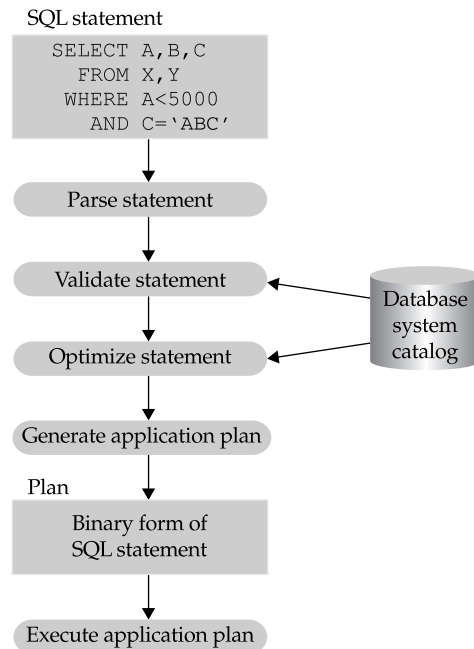 SQL statement
SELECT A,B,C
FROM X,Y
WHERE A<5000
AND C=‘ABC’
Parse statement
Validate statement
Database
system
catalog
Optimize statement
Generate application plan
Plan
Binary form of
SQL statement
Execute application plan